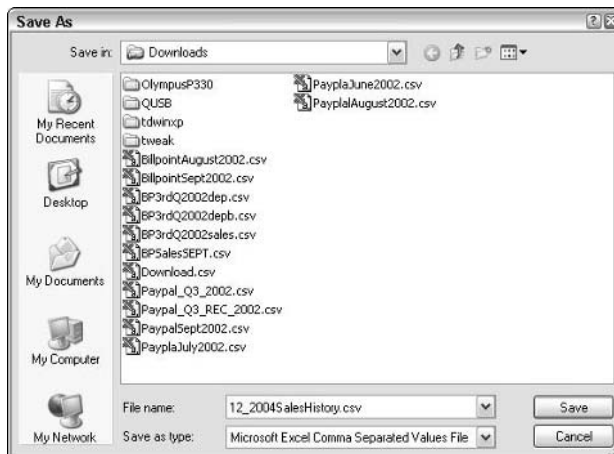 Save As
Save in:
Downloads
My Recent
Documents
Desktop
My Documents
My Computer
My Network
OlympusP330
QUSB
tdwinxp
tweak
BillpointAugust2002.csv
BillpointSept2002.csv
BP3rdQ2002dep.csv
BP3rdQ2002depb.csv
BP3rdQ2002sales.csv
BPSalesSEPT.csv
Download.csv
Paypal_Q3_2002.csv
Paypal_Q3_REC_2002.csv
PaypalSept2002.csv
PayplaJuly2002.csv
PayplaJune2002.csv
PayplalAugust2002.csv
File name:
12_2004SalesHistory.csv
Save
Save as type:
Microsoft Excel Comma Separated Values File
Cancel